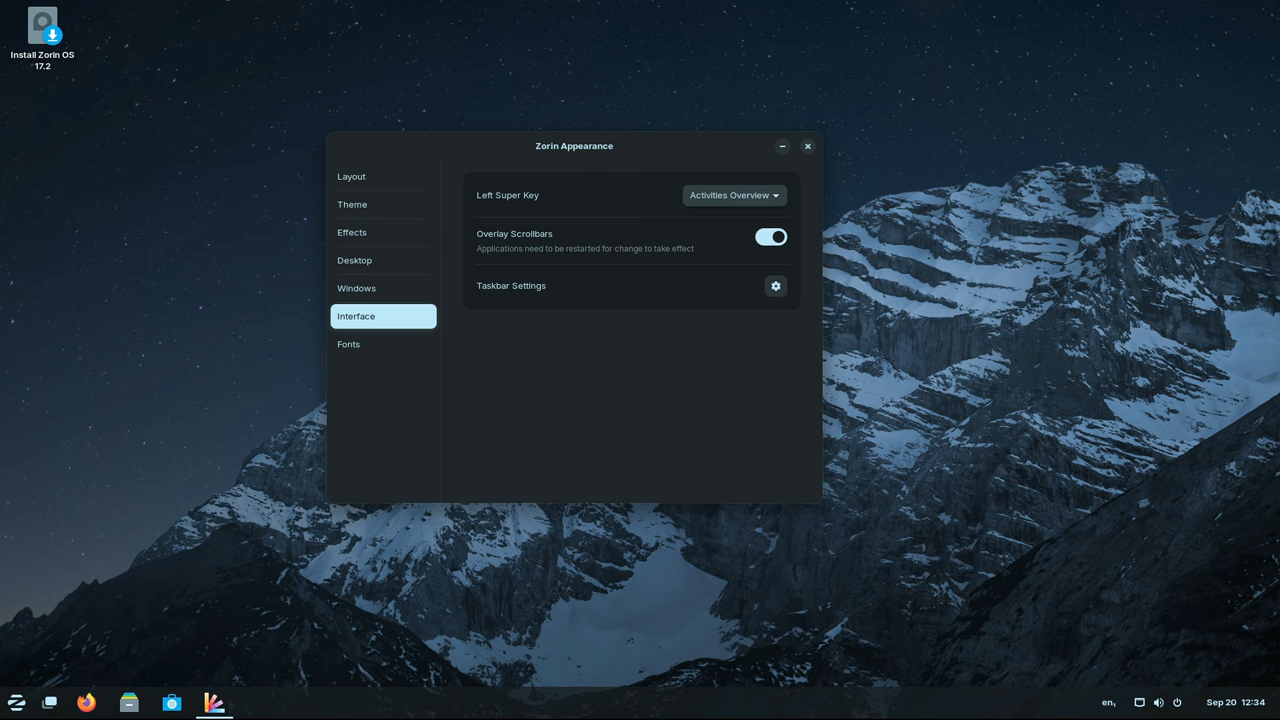 Install Zorin OS
17.2
Zorin Appearance
Layout
Theme
Effects
Desktop
Windows
Interface
Fonts
Left Super Key
Activities Overview
Overlay Scrollbars
Applications need to be restarted for change to take effect
Taskbar Settings
en₁
Sep 20 12:34